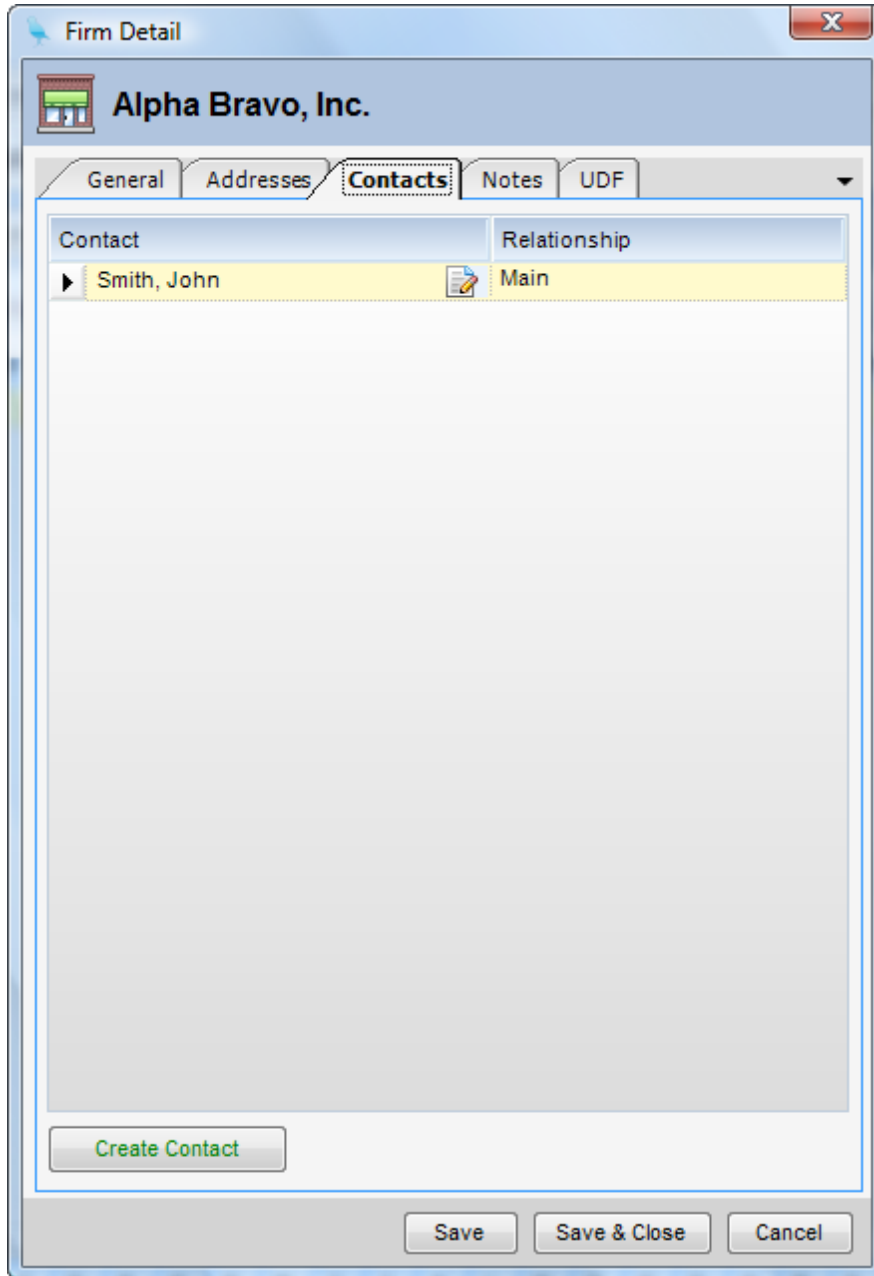 Firm Detail
Alpha Bravo, Inc.
General Addresses Contacts Notes UDF
Contact Relationship
Smith, John Main
Create Contact
Save Save & Close Cancel